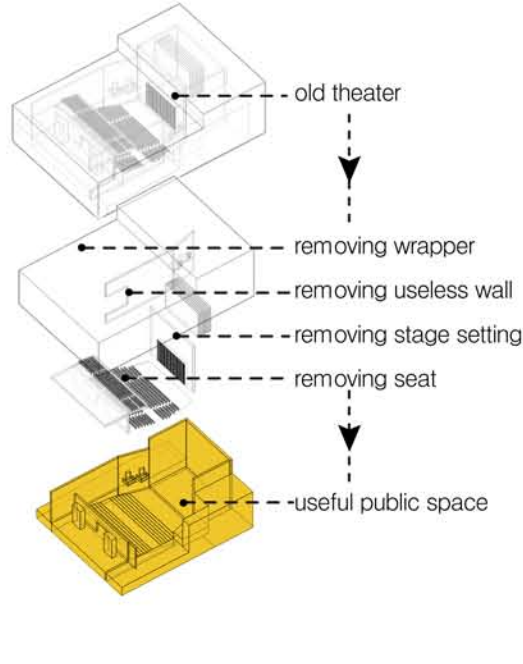 old theater
removing wrapper
removing useless wall
removing stage setting
removing seat
useful public space